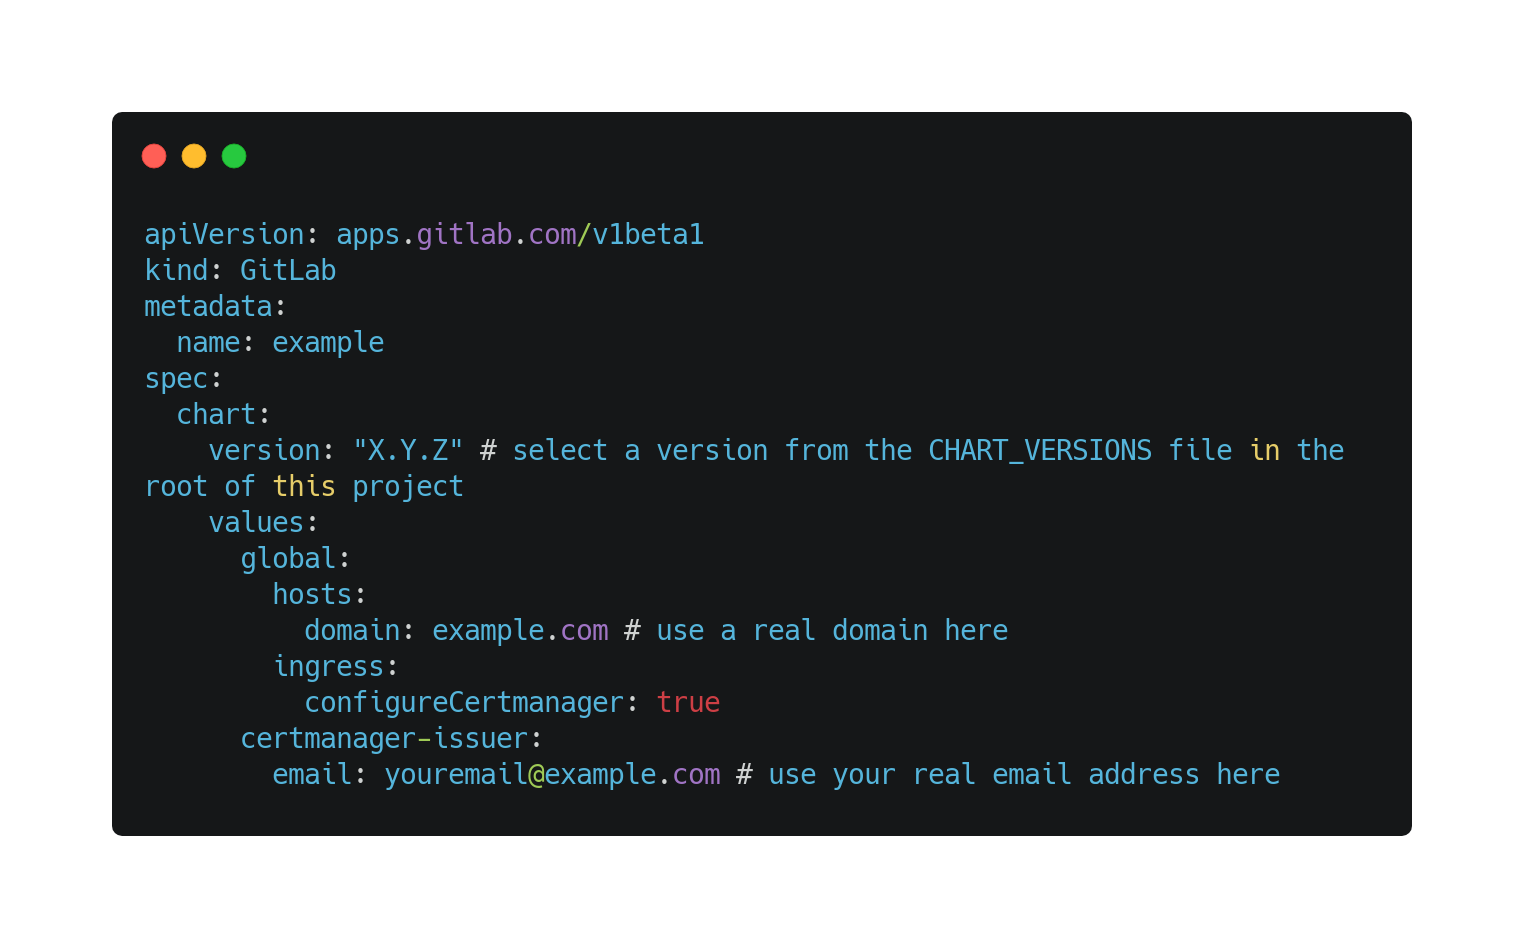 apiVersion: apps.gitlab.com/v1beta1
kind: GitLab
metadata:
  name: example
spec:
  chart:
    version: "X.Y.Z" # select a version from the CHART_VERSIONS file in the
root of this project
    values:
      global:
        hosts:
          domain: example.com # use a real domain here
        ingress:
          configureCertmanager: true
      certmanager-issuer:
        email: youremail@example.com # use your real email address here